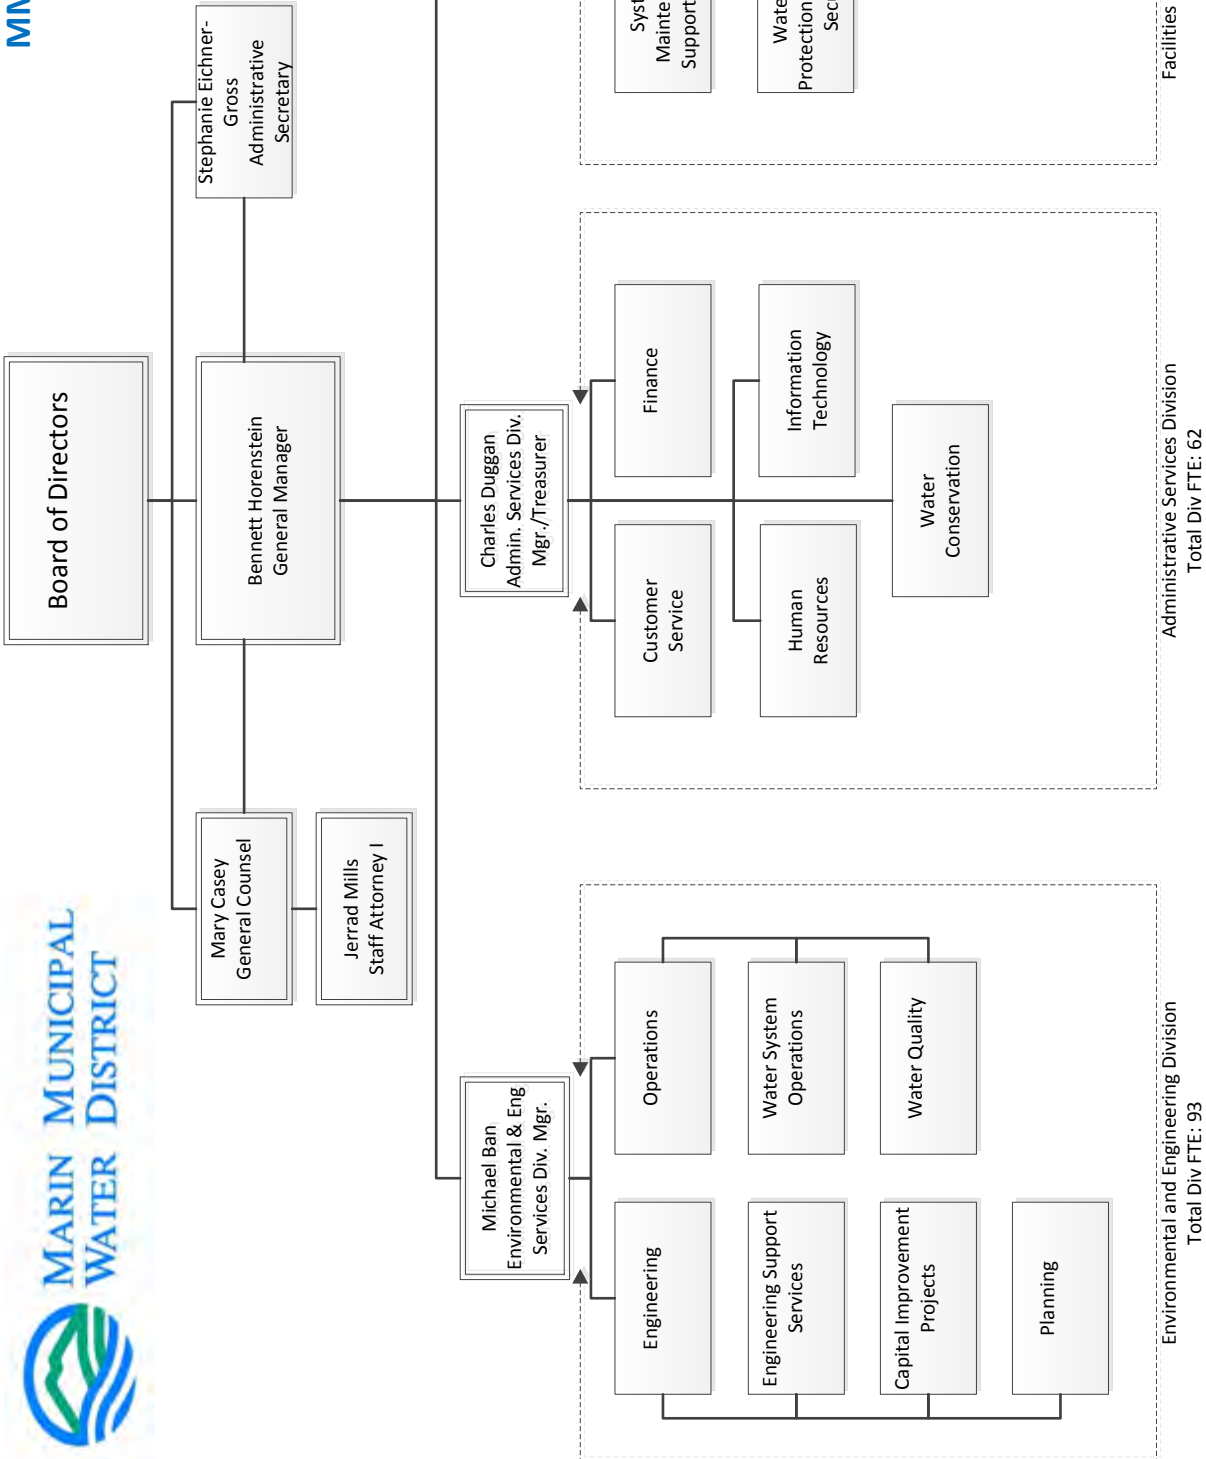 MARIN MUNICIPAL
WATER DISTRICT
Board of Directors
Mary Casey
General Counsel
Bennett Horenstein
General Manager
Stephanie Eichner-
Gross
Administrative
Secretary
Jerrad Mills
Staff Attorney I
Michael Ban
Environmental & Eng
Services Div. Mgr.
Charles Duggan
Admin. Services Div.
Mgr./Treasurer
Engineering
Operations
Engineering Support
Services
Water System
Operations
Capital Improvement
Projects
Water Quality
Planning
Environmental and Engineering Division
Total Div FTE: 93
Customer
Service
Finance
Human
Resources
Information
Technology
Water
Conservation
Administrative Services Division
Total Div FTE: 62
Support
Protection
Facilities